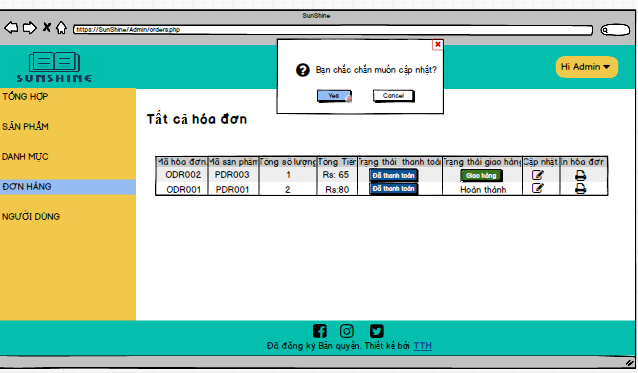 SunShine
https://SunShine/Admin/orders.php
Bạn chắc chắn muốn cập nhật?
Yes
Cancel
SUNSHINE
Hi Admin
TỔNG HỢP
SẢN PHẨM
DANH MỤC
ĐƠN HÀNG
NGƯỜI DÙNG
Tất cả hóa đơn
Mã hóa đơn Mã sản phẩm Tổng số lượng Tổng Tiền Trạng thái thanh toán Trạng thái giao hàng Cập nhật In hóa đơn
ODR002 PDR003 1 Rs: 65 Đã thanh toán Giao hàng
ODR001 PDR001 2 Rs:80 Đã thanh toán Hoàn thành
Đã đăng ký Bản quyền. Thiết kế bởi TTH